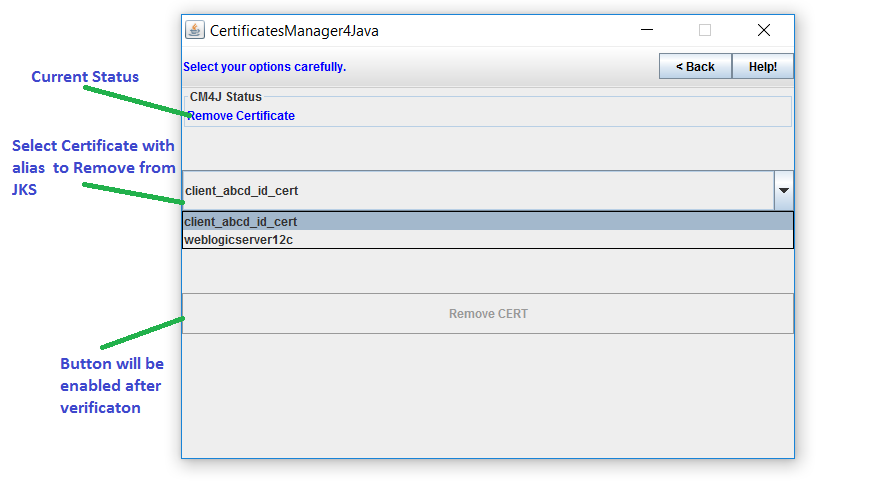 CertificatesManager4Java
Select your options carefully.
< Back
Help!
Current Status
CM4J Status
Remove Certificate
Select Certificate with
alias to Remove from
JKS
client_abcd_id_cert
client_abcd_id_cert
weblogicserver12c
Remove CERT
Button will be
enabled after
verificaton